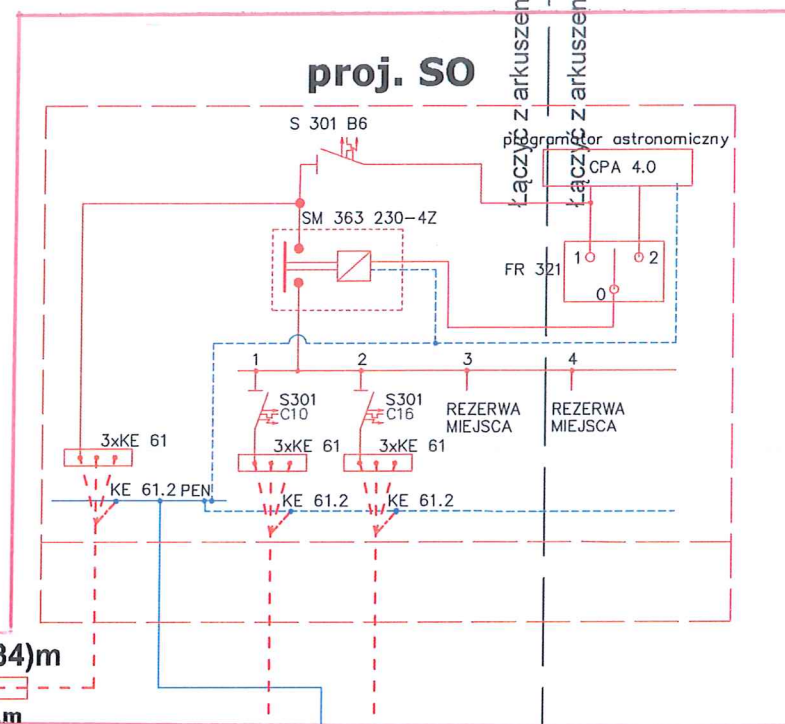 Łączyć z arkuszem
Łączyć z arkuszem
proj. SO
S 301 B6
programator astronomiczny
CPA 4.0
SM 363 230-4Z
FR 321
1
2
0
1
2
3
4
S301
C10
S301
C16
REZERWA
MIEJSCA
REZERWA
MIEJSCA
3xKE 61
3xKE 61
3xKE 61
KE 61.2 PEN
KE 61.2
KE 61.2
84)m
.m